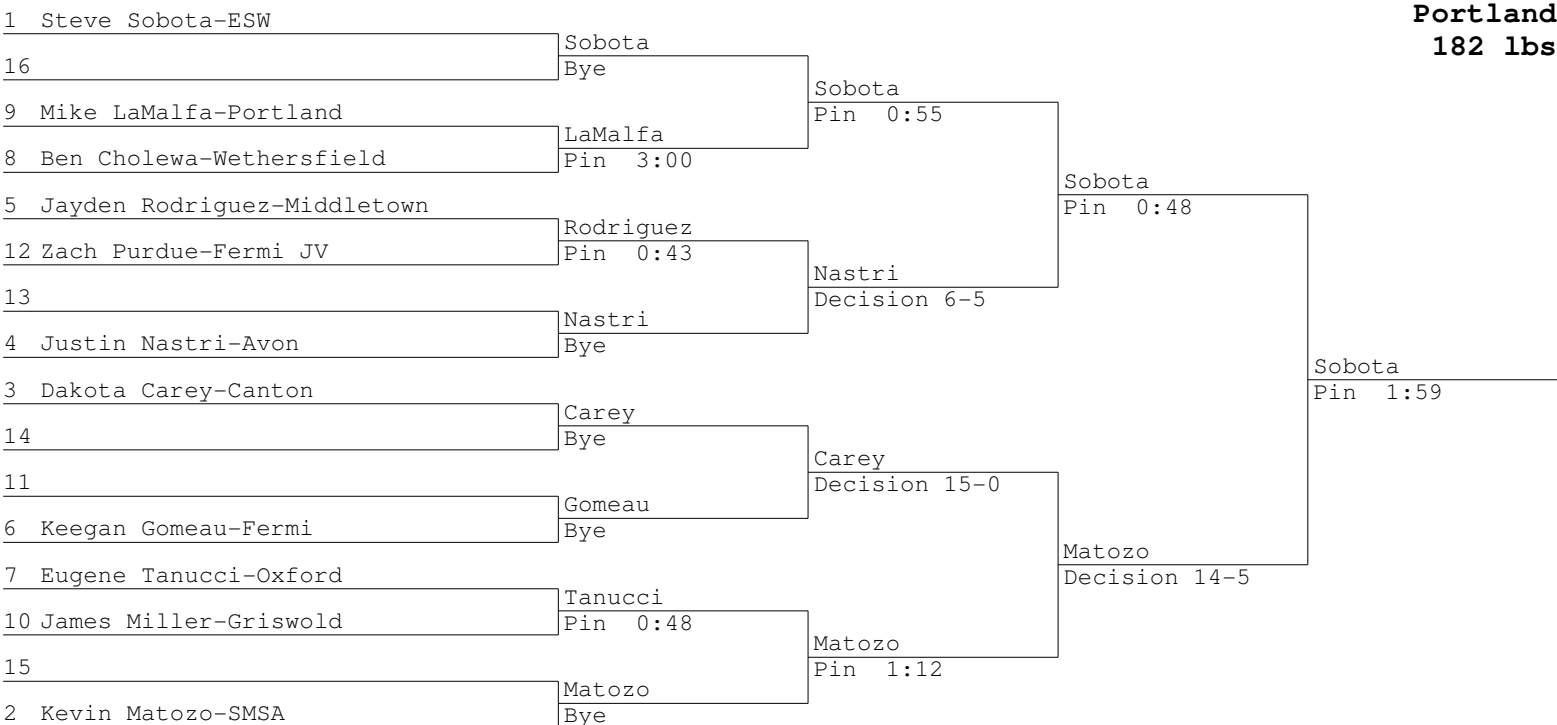 Portland
182 lbs
1 Steve Sobota-ESW
16
9 Mike LaMalfa-Portland
8 Ben Cholewa-Wethersfield
5 Jayden Rodriguez-Middletown
12 Zach Purdue-Fermi JV
13
4 Justin Nastri-Avon
3 Dakota Carey-Canton
14
11
6 Keegan Gomeau-Fermi
7 Eugene Tanucci-Oxford
10 James Miller-Griswold
15
2 Kevin Matozo-SMSA
Sobota
Bye
LaMalfa
Pin 3:00
Rodriguez
Pin 0:43
Nastri
Bye
Carey
Bye
Gomeau
Bye
Tanucci
Pin 0:48
Matozo
Bye
Sobota
Pin 0:55
Nastri
Decision 6-5
Carey
Decision 15-0
Matozo
Pin 1:12
Sobota
Pin 0:48
Matozo
Decision 14-5
Sobota
Pin 1:59